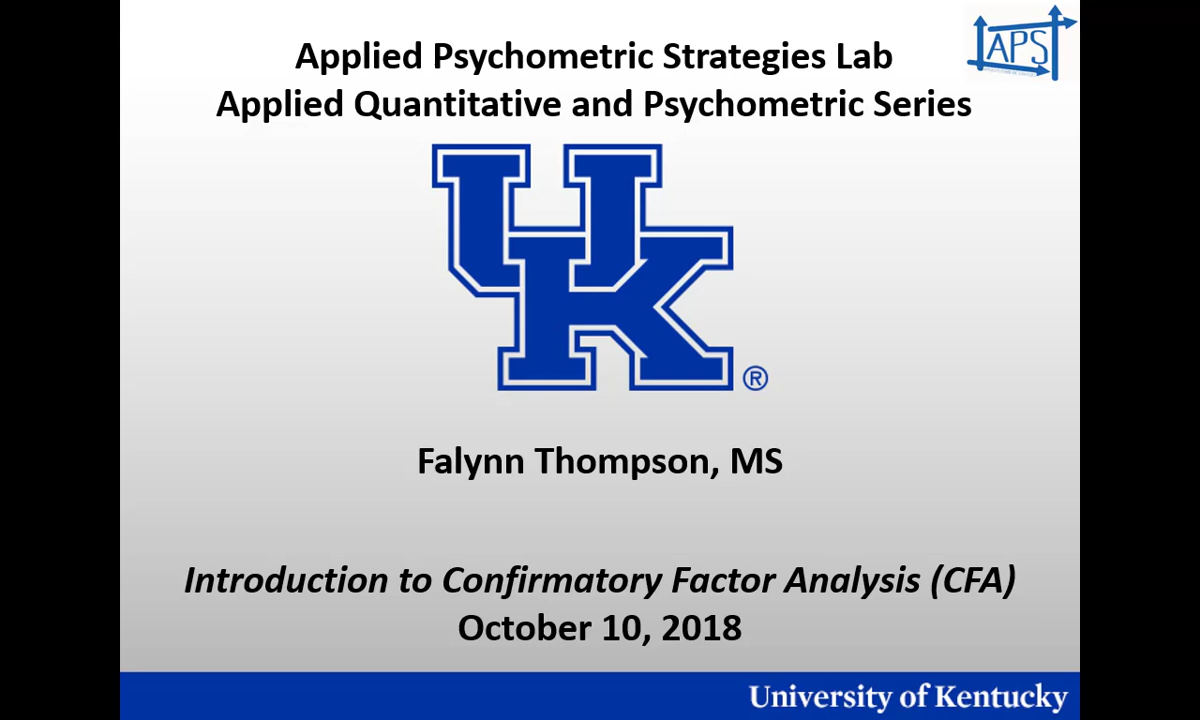 Applied Psychometric Strategies Lab
Applied Quantitative and Psychometric Series
APS
UK
®
Falynn Thompson, MS
Introduction to Confirmatory Factor Analysis (CFA)
October 10, 2018
University of Kentucky